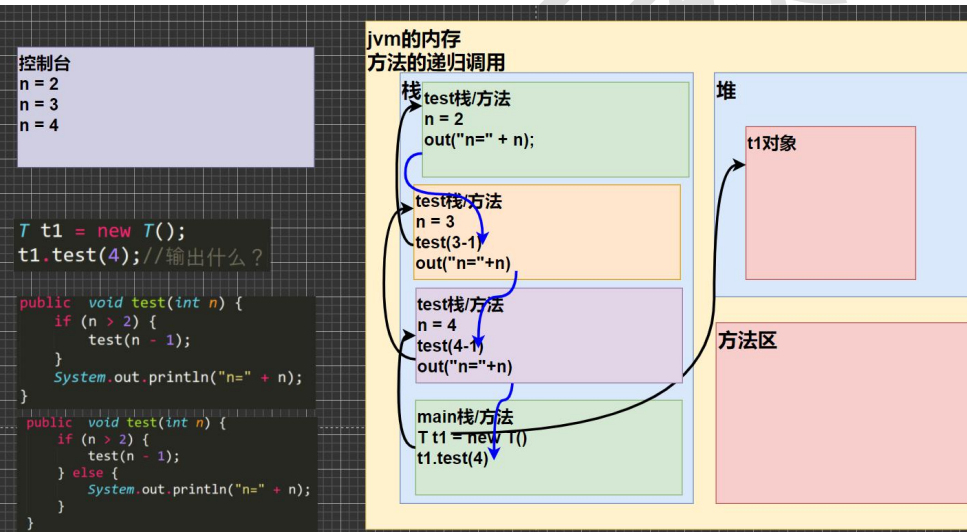 控制台
n = 2
n = 3
n = 4
T t1 = new T();
t1.test(4);//输出什么？
public void test(int n) {
if (n > 2) {
test(n - 1);
}
System.out.println("n=" + n);
}
public void test(int n) {
if (n > 2) {
test(n - 1);
} else {
System.out.println("n=" + n);
}
}
jvm的内存
方法的递归调用
栈
test栈/方法
n = 2
out("n=" + n);
test栈/方法
n = 3
test(3-1)
out("n="+n)
test栈/方法
n = 4
test(4-1)
out("n="+n)
main栈/方法
T t1 = new T()
t1.test(4)
堆
t1对象
方法区